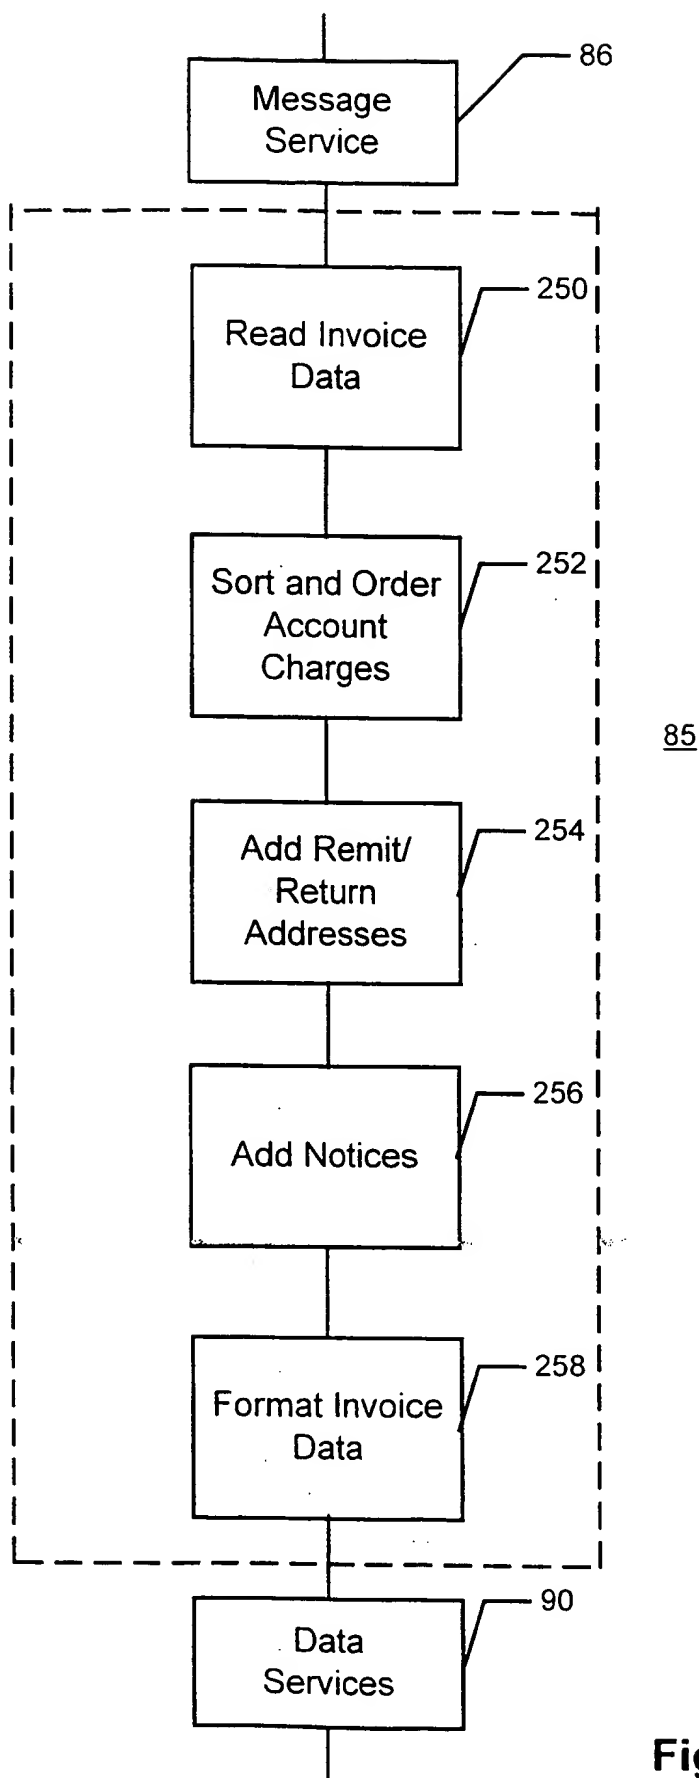 86
Message
Service
250
Read Invoice
Data
252
Sort and Order
Account
Charges
85
254
Add Remit/
Return
Addresses
256
Add Notices
258
Format Invoice
Data
90
Data
Services
Fig